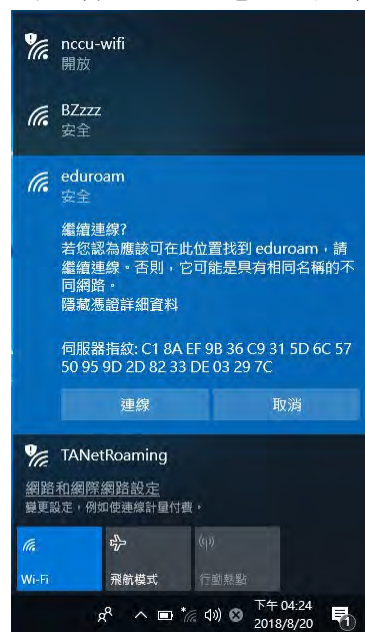 nccu-wifi
開放
BZzzz
安全
eduroam
安全
繼續連線?
若您認為應該可在此位置找到 eduroam，請
繼續連線。否則，它可能是具有相同名稱的不
同網路。
隱藏憑證詳細資料
伺服器指紋: C1 8A EF 9B 36 C9 31 5D 6C 57
50 95 9D 2D 82 33 DE 03 29 7C
連線
取消
TANetRoaming
網路和網際網路設定
變更設定，例如使連線計量付費。
Wi-Fi
飛航模式
行動熱點
下午 04:24
2018/8/20
1